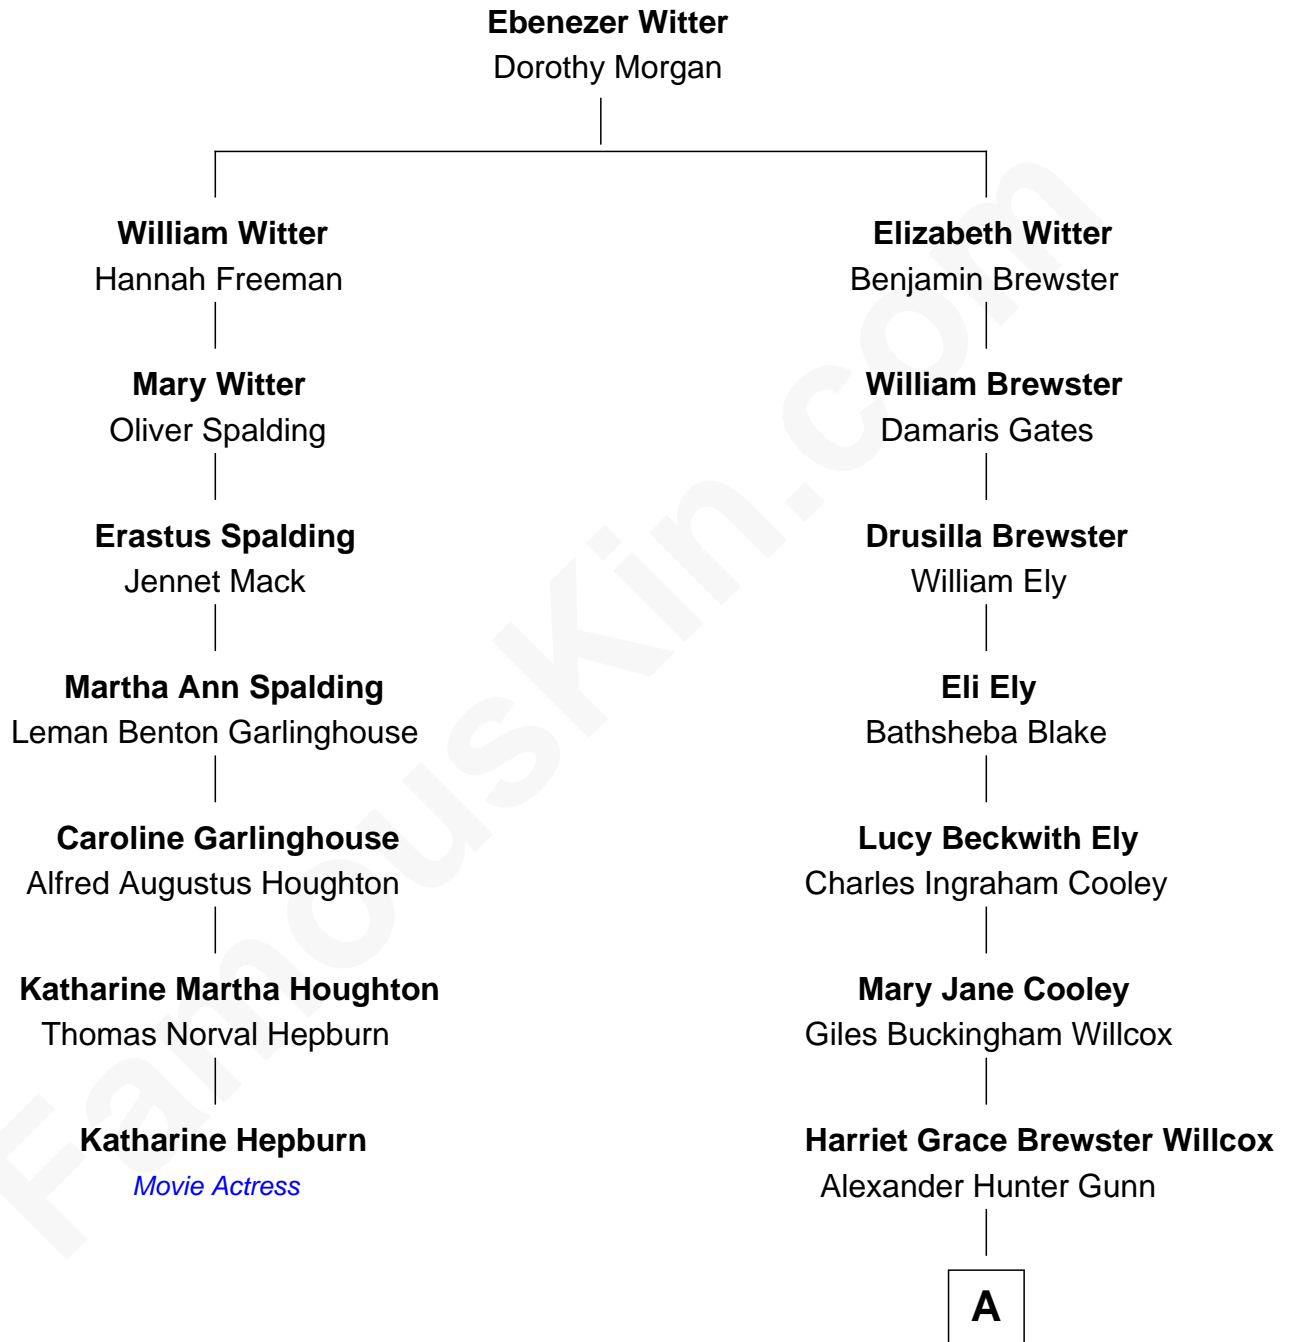 Ebenezer Witter
Dorothy Morgan
William Witter
Hannah Freeman
Elizabeth Witter
Benjamin Brewster
Mary Witter
Oliver Spalding
William Brewster
Damaris Gates
Erastus Spalding
Jennet Mack
Drusilla Brewster
William Ely
Martha Ann Spalding
Leman Benton Garlinghouse
Eli Ely
Bathsheba Blake
Caroline Garlinghouse
Alfred Augustus Houghton
Lucy Beckwith Ely
Charles Ingraham Cooley
Katharine Martha Houghton
Thomas Norval Hepburn
Mary Jane Cooley
Giles Buckingham Willcox
Katharine Hepburn
Movie Actress
Harriet Grace Brewster Willcox
Alexander Hunter Gunn
A
FamousKin.com